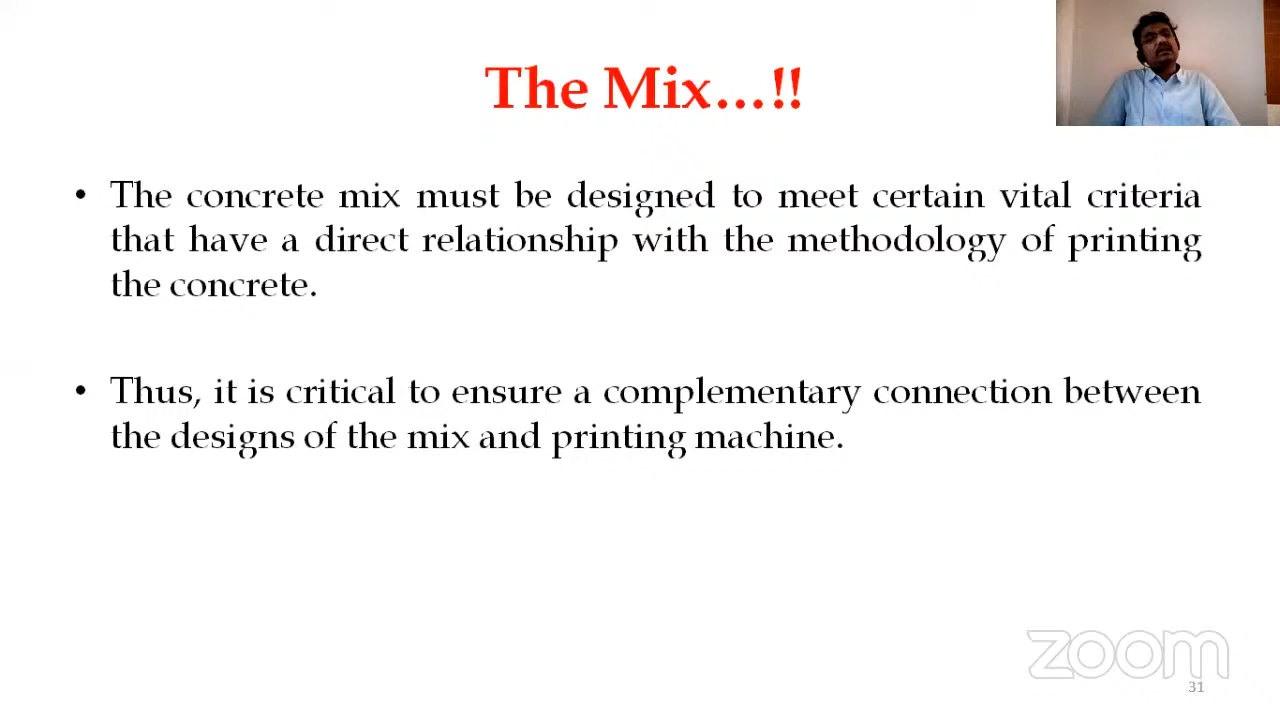 The Mix...!!
• The concrete mix must be designed to meet certain vital criteria
that have a direct relationship with the methodology of printing
the concrete.
• Thus, it is critical to ensure a complementary connection between
the designs of the mix and printing machine.
zoom
31